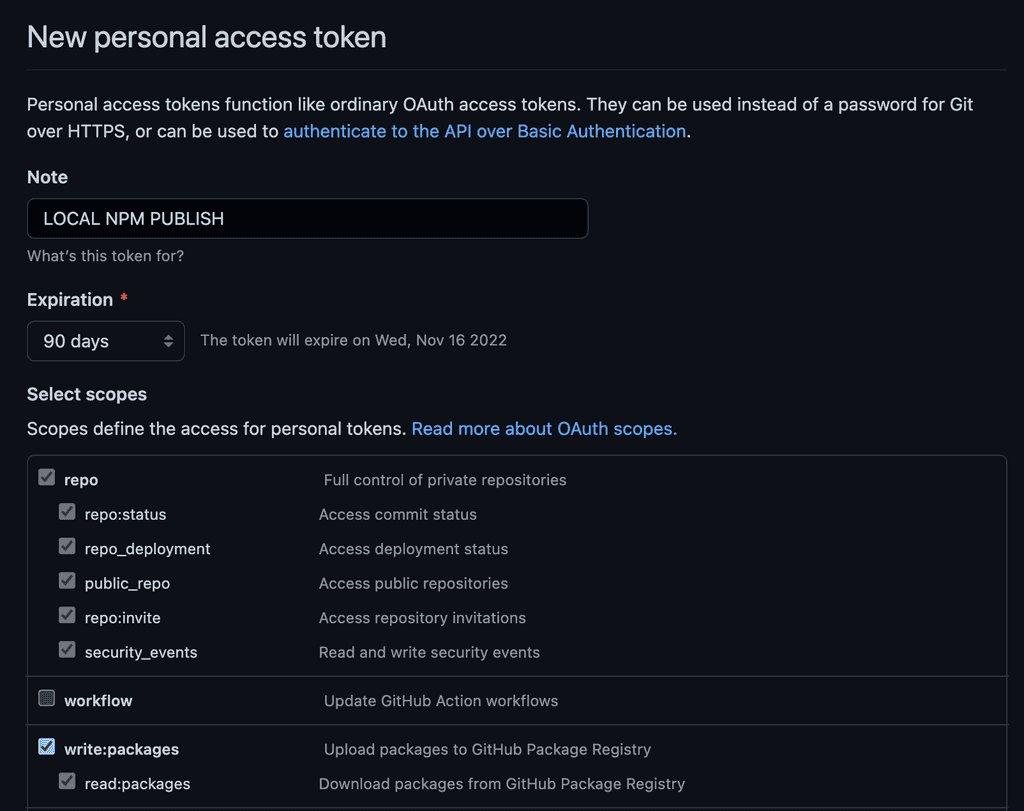 New personal access token
Personal access tokens function like ordinary OAuth access tokens. They can be used instead of a password for Git
over HTTPS, or can be used to authenticate to the API over Basic Authentication.
Note
LOCAL NPM PUBLISH
What's this token for?
Expiration *
90 days The token will expire on Wed, Nov 16 2022
Select scopes
Scopes define the access for personal tokens. Read more about OAuth scopes.
repo Full control of private repositories
repo:status Access commit status
repo_deployment Access deployment status
public_repo Access public repositories
repo:invite Access repository invitations
security_events Read and write security events
workflow Update GitHub Action workflows
write:packages Upload packages to GitHub Package Registry
read:packages Download packages from GitHub Package Registry